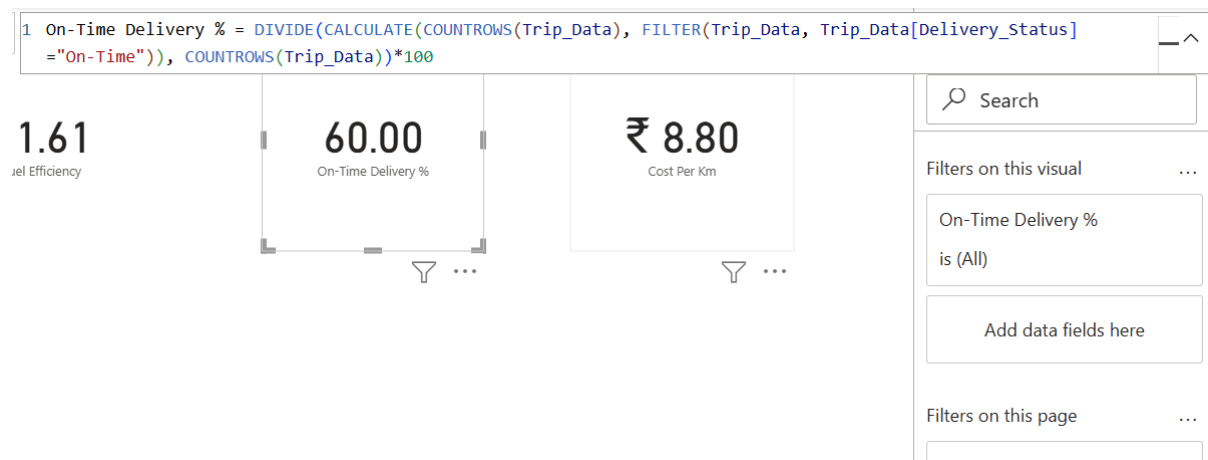 1 On-Time Delivery % = DIVIDE(CALCULATE(COUNTROWS(Trip_Data), FILTER(Trip_Data, Trip_Data[Delivery_Status]
="On-Time")), COUNTROWS(Trip_Data))*100
Search
1.61
60.00
₹ 8.80
uel Efficiency
On-Time Delivery %
Cost Per Km
Filters on this visual
On-Time Delivery %
is (All)
Add data fields here
Filters on this page